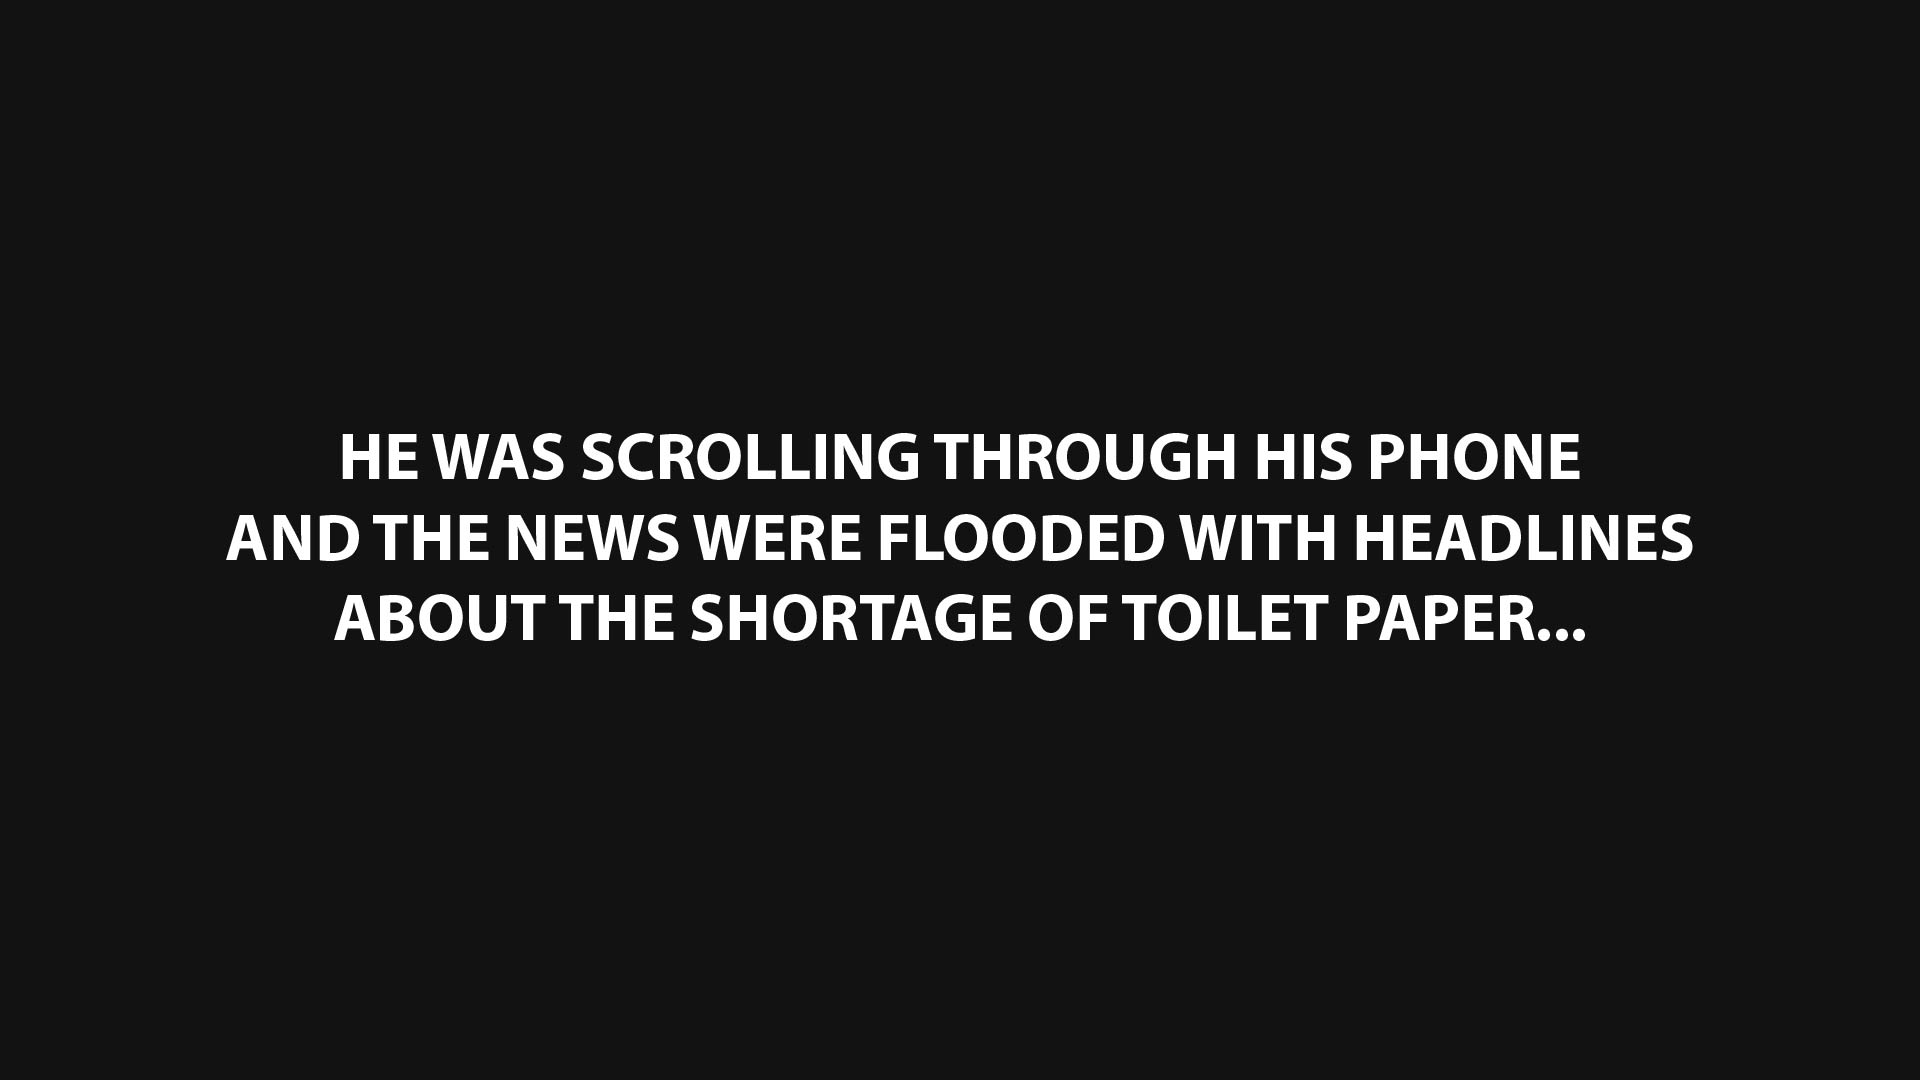 HE WAS SCROLLING THROUGH HIS PHONE
AND THE NEWS WERE FLOODED WITH HEADLINES
ABOUT THE SHORTAGE OF TOILET PAPER...